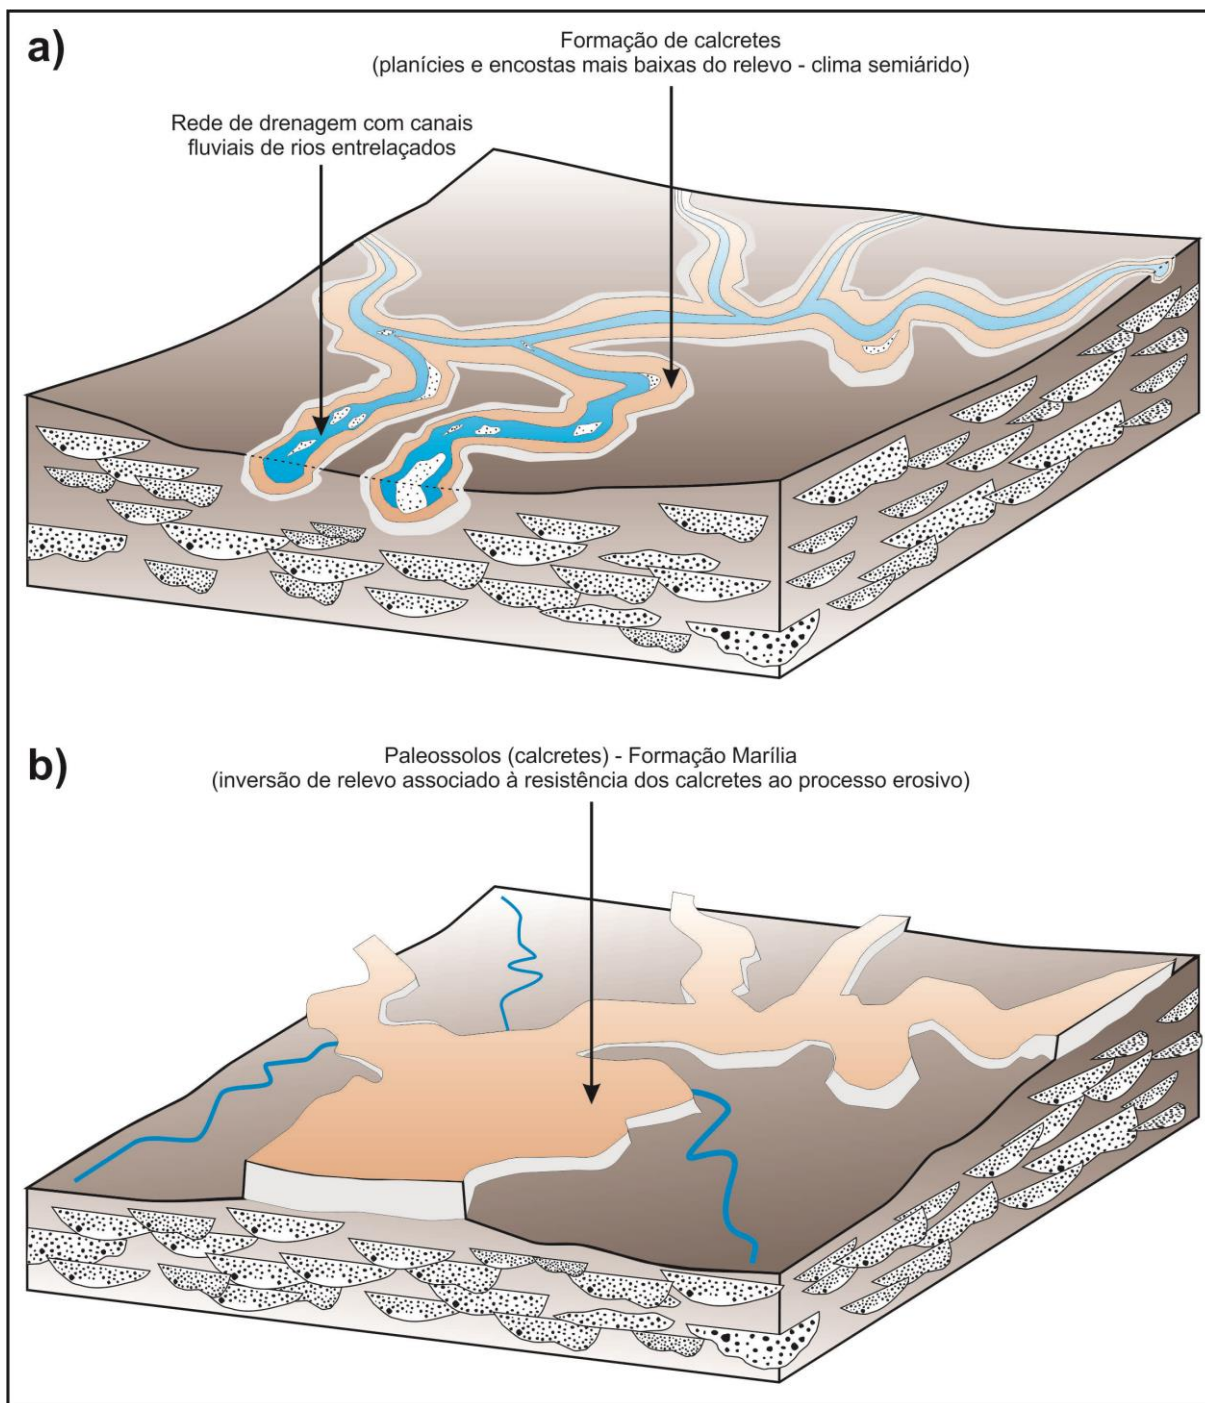 a)
Formação de calcretes
(planícies e encostas mais baixas do relevo - clima semiárido)
Rede de drenagem com canais
fluviais de rios entrelaçados
b)
Paleossolos (calcretes) - Formação Marília
(inversão de relevo associado à resistência dos calcretes ao processo erosivo)